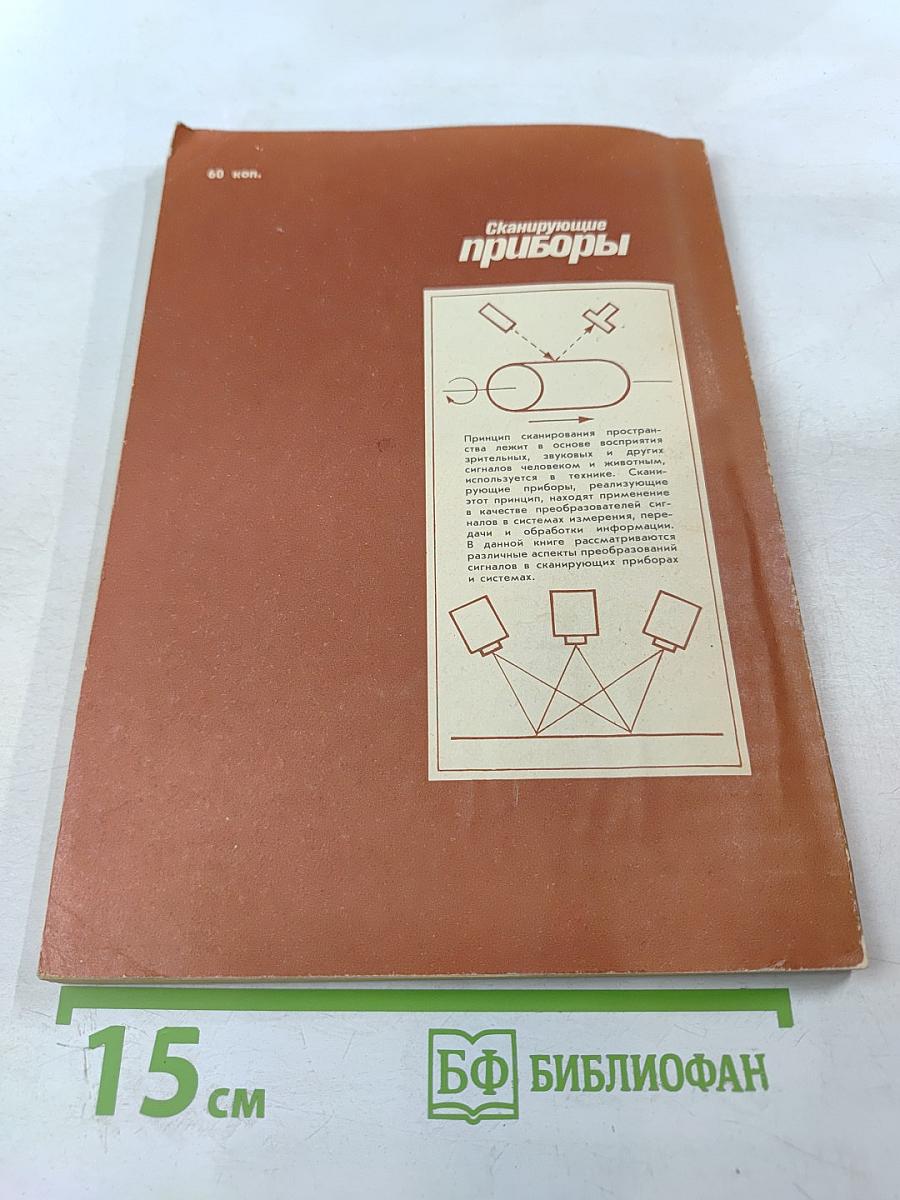 60 коп.
Сканирующие
приборы
Принцип сканирования простран-
ства лежит в основе восприятия
зрительных, звуковых и других
сигналов человеком и животным,
используется в технике. Скани-
рующие приборы, реализующие
этот принцип, находят применение
в качестве преобразователей сиг-
налов в системах измерения, пере-
дачи и обработки информации.
В данной книге рассматриваются
различные аспекты преобразований
сигналов в сканирующих приборах
и системах.
15 см
БФ БИБЛИОФАН